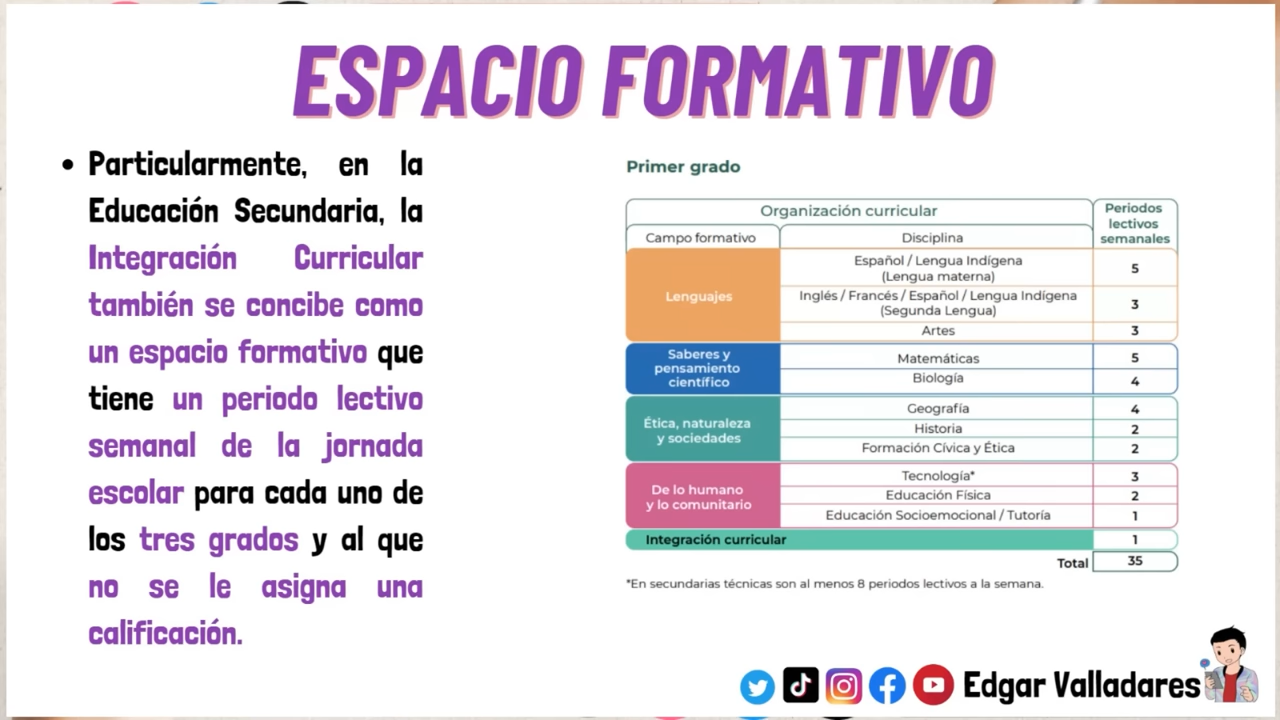 ESPACIO FORMATIVO
• Particularmente, en la
Educación Secundaria, la
Integración Curricular
también se concibe como
un espacio formativo que
tiene un periodo lectivo
semanal de la jornada
escolar para cada uno de
los tres grados y al que
no se le asigna una
calificación.
Primer grado
Organización curricular
Periodos
lectivos
semanales
Campo formativo
Disciplina
Lenguajes
Español / Lengua Indígena
(Lengua materna)
5
Inglés / Francés / Español / Lengua Indígena
(Segunda Lengua)
3
Artes
3
Saberes y
pensamiento
científico
Matemáticas
5
Biología
4
Ética, naturaleza
y sociedades
Geografía
4
Historia
2
Formación Cívica y Ética
2
De lo humano
y lo comunitario
Tecnología*
3
Educación Física
2
Educación Socioemocional / Tutoría
1
Integración curricular
1
Total
35
*En secundarias técnicas son al menos 8 periodos lectivos a la semana.
Edgar Valladares